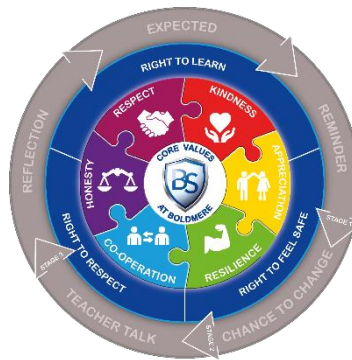 EXPECTED
REMINDER
CHANCE TO CHANGE
TEACHER TALK
REFLECTION
STAGE 2
STAGE 3
RIGHT TO LEARN
RIGHT TO FEEL SAFE
RIGHT TO RESPECT
RESPECT
KINDNESS
APPRECIATION
RESILIENCE
CO-OPERATION
HONESTY
CORE VALUES
BS
AT BOLDMERE